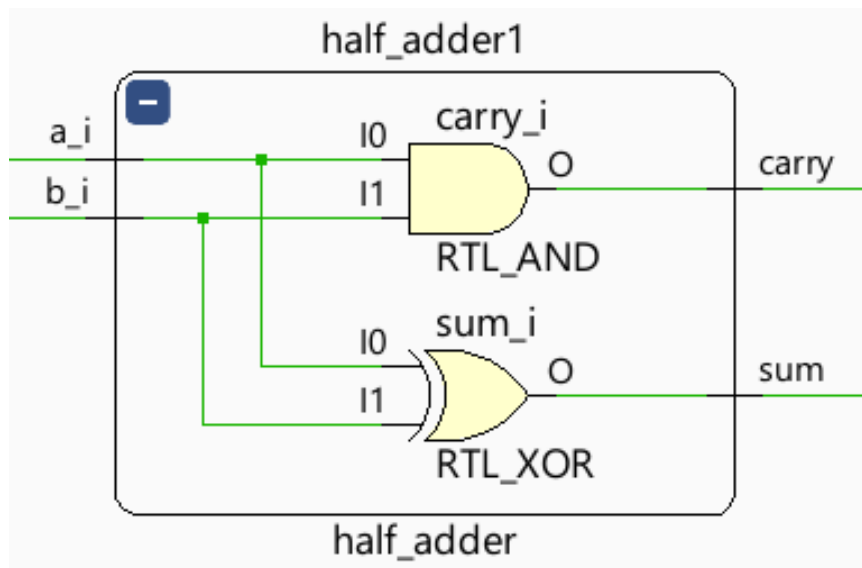 half_adder1
a_i
b_i
I0
I1
carry_i
O
RTL_AND
carry
I0
I1
sum_i
O
RTL_XOR
sum
half_adder